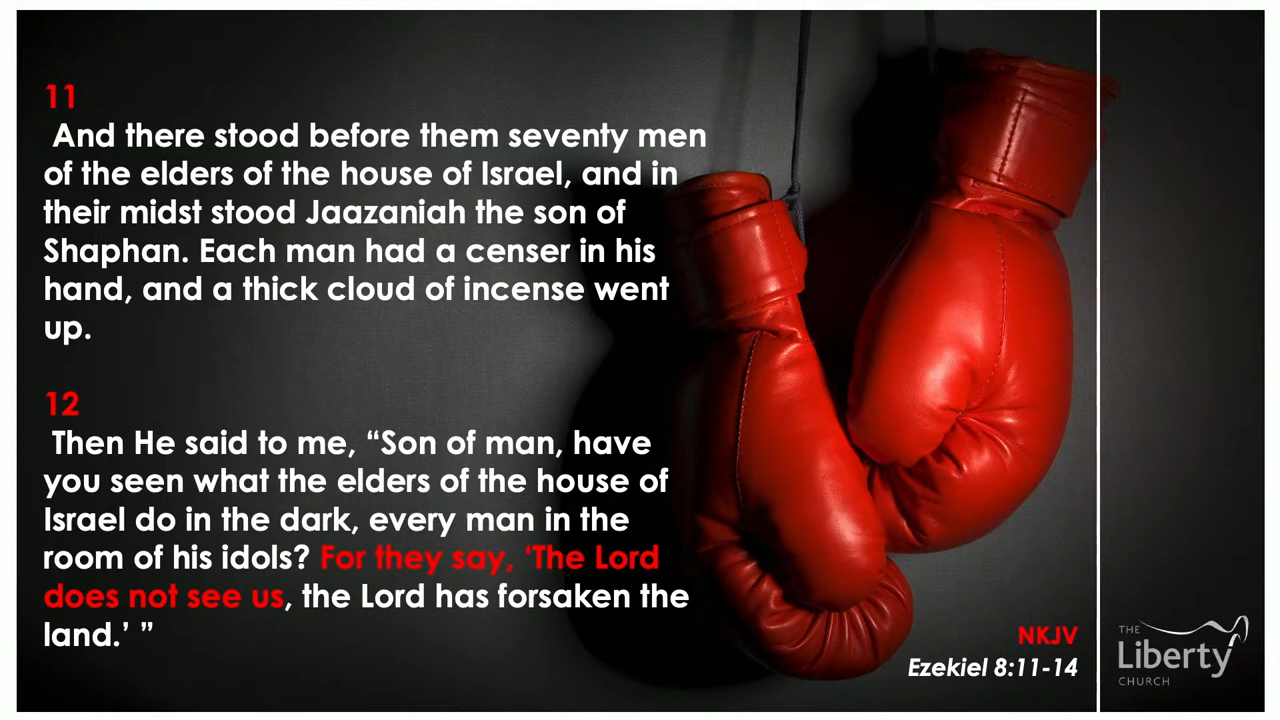 11
And there stood before them seventy men
of the elders of the house of Israel, and in
their midst stood Jaazaniah the son of
Shaphan. Each man had a censer in his
hand, and a thick cloud of incense went
up.
12
Then He said to me, “Son of man, have
you seen what the elders of the house of
Israel do in the dark, every man in the
room of his idols? For they say, ‘The Lord
does not see us, the Lord has forsaken the
land.’ ”
NKJV
Ezekiel 8:11-14
THE
Liberty
CHURCH